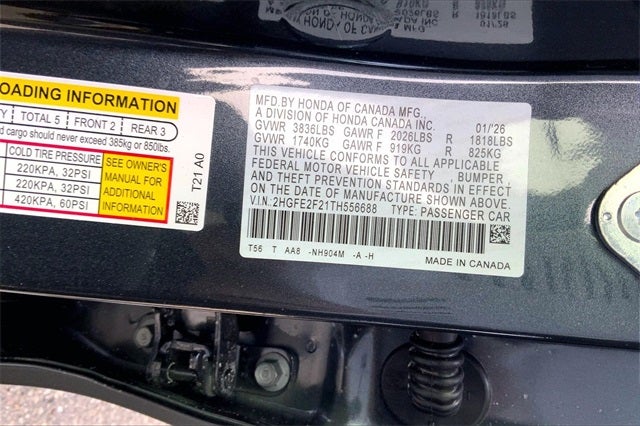 OADING INFORMATION
TOTAL 5 FRONT 2 REAR 3
d cargo should never exceed 385kg or 850lbs.
COLD TIRE PRESSURE
220KPA, 32PSI
220KPA, 32PSI
420KPA, 60PSI
SEE OWNER'S
MANUAL FOR
ADDITIONAL
INFORMATION
T21 A0
MFD.BY HONDA OF CANADA MFG.
A DIVISION OF HONDA CANADA INC. 01/26
GVWR 3836LBS GAWR F 2026LBS R 1818LBS
GVWR 1740KG GAWR F 919KG R 825KG
THIS VEHICLE CONFORMS TO ALL APPLICABLE
FEDERAL MOTOR VEHICLE SAFETY , BUMPER
AND THEFT PREVENTION STANDARDS IN EFFECT
ON THE DATE OF MANUFACTURE SHOWN ABOVE.
V.I.N:2HGFE2F21TH556688 TYPE: PASSENGER CAR
T56 T AA8 -NH904M -A -H
MADE IN CANADA